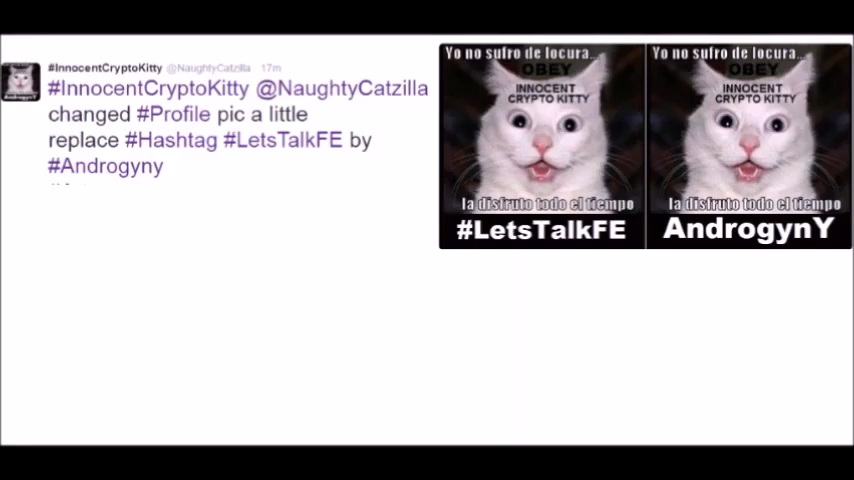 #InnocentCryptoKitty @NaughtyCatzilla 17m
#InnocentCryptoKitty @NaughtyCatzilla
changed #Profile pic a little
replace #Hashtag #LetsTalkFE by
#Androgyny
AndrogynY
Yo no sufro de locura...
OBEY
INNOCENT
CRYPTO KITTY
la disfruto todo el tiempo
#LetsTalkFE
Yo no sufro de locura...
OBEY
INNOCENT
CRYPTO KITTY
la disfruto todo el tiempo
AndrogynY